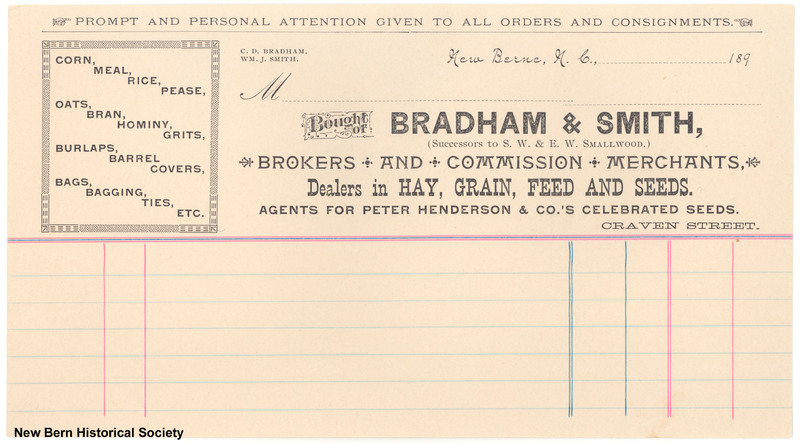 PROMPT AND PERSONAL ATTENTION GIVEN TO ALL ORDERS AND CONSIGNMENTS.
CORN,
MEAL,
RICE,
PEASE,
OATS,
BRAN,
HOMINY,
GRITS,
BURLAPS,
BARREL
COVERS,
BAGS,
BAGGING,
TIES,
ETC.
C. D. BRADHAM.
WM. J. SMITH.
New Berne, N. C., 189
M
Bought of BRADHAM & SMITH,
(Successors to S. W. & E. W. SMALLWOOD.)
BROKERS AND COMMISSION MERCHANTS,
Dealers in HAY, GRAIN, FEED AND SEEDS.
AGENTS FOR PETER HENDERSON & CO.'S CELEBRATED SEEDS.
CRAVEN STREET.
New Bern Historical Society